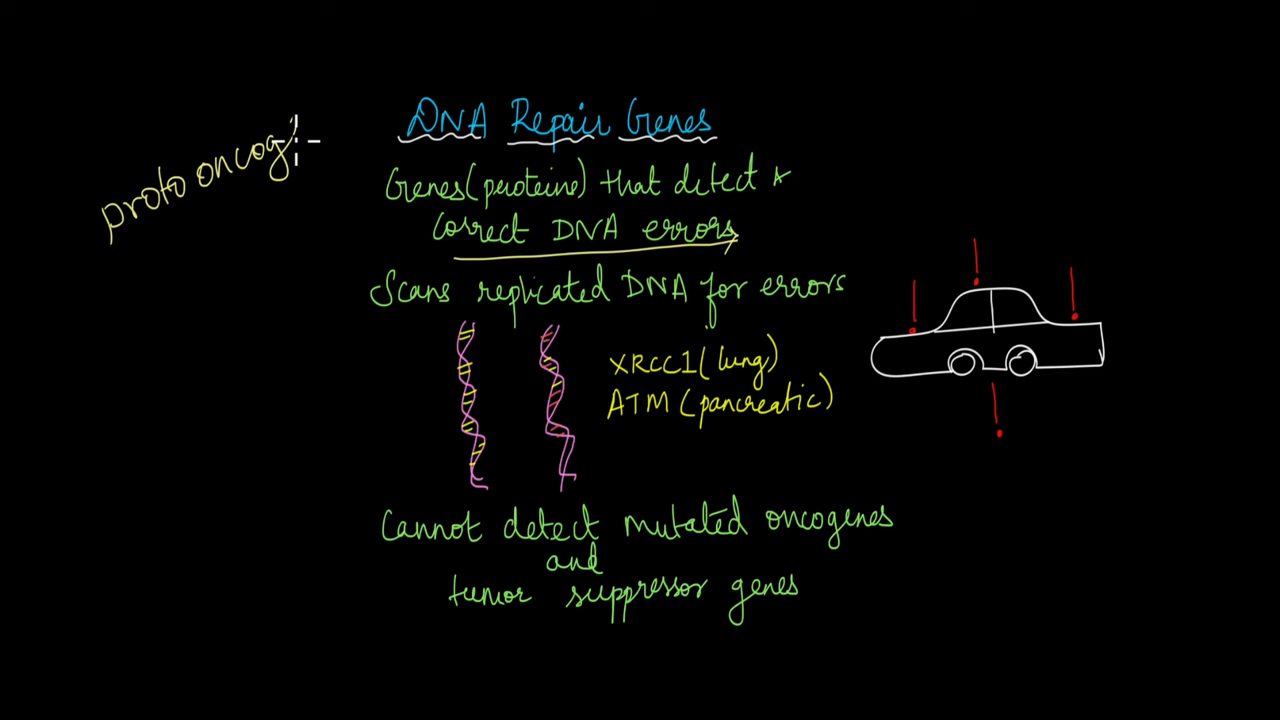 DNA Repair Genes
proto oncog
Genes (proteine) that detect &
correct DNA errors
Scans replicated DNA for errors
XRCC1 (lung)
ATM (pancreatic)
Cannot detect mutated oncogenes
and
tumor suppressor genes